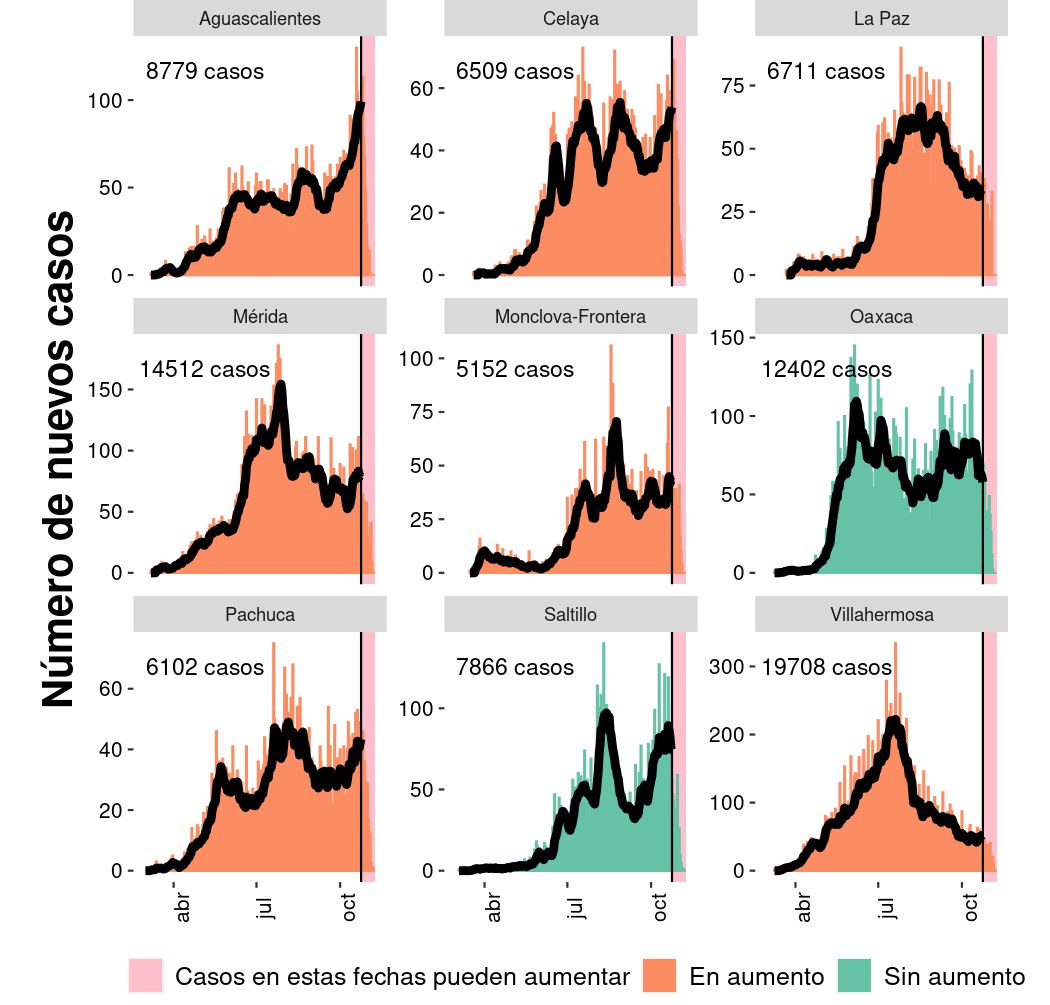 Número de nuevos casos
Aguascalientes
8779 casos
100
50
0
Celaya
6509 casos
60
40
20
0
La Paz
6711 casos
75
50
25
0
Mérida
14512 casos
150
100
50
0
Monclova-Frontera
5152 casos
100
75
50
25
0
Oaxaca
12402 casos
150
100
50
0
Pachuca
6102 casos
60
40
20
0
abr jul oct
Saltillo
7866 casos
100
50
0
abr jul oct
Villahermosa
19708 casos
300
200
100
0
abr jul oct
Casos en estas fechas pueden aumentar En aumento Sin aumento